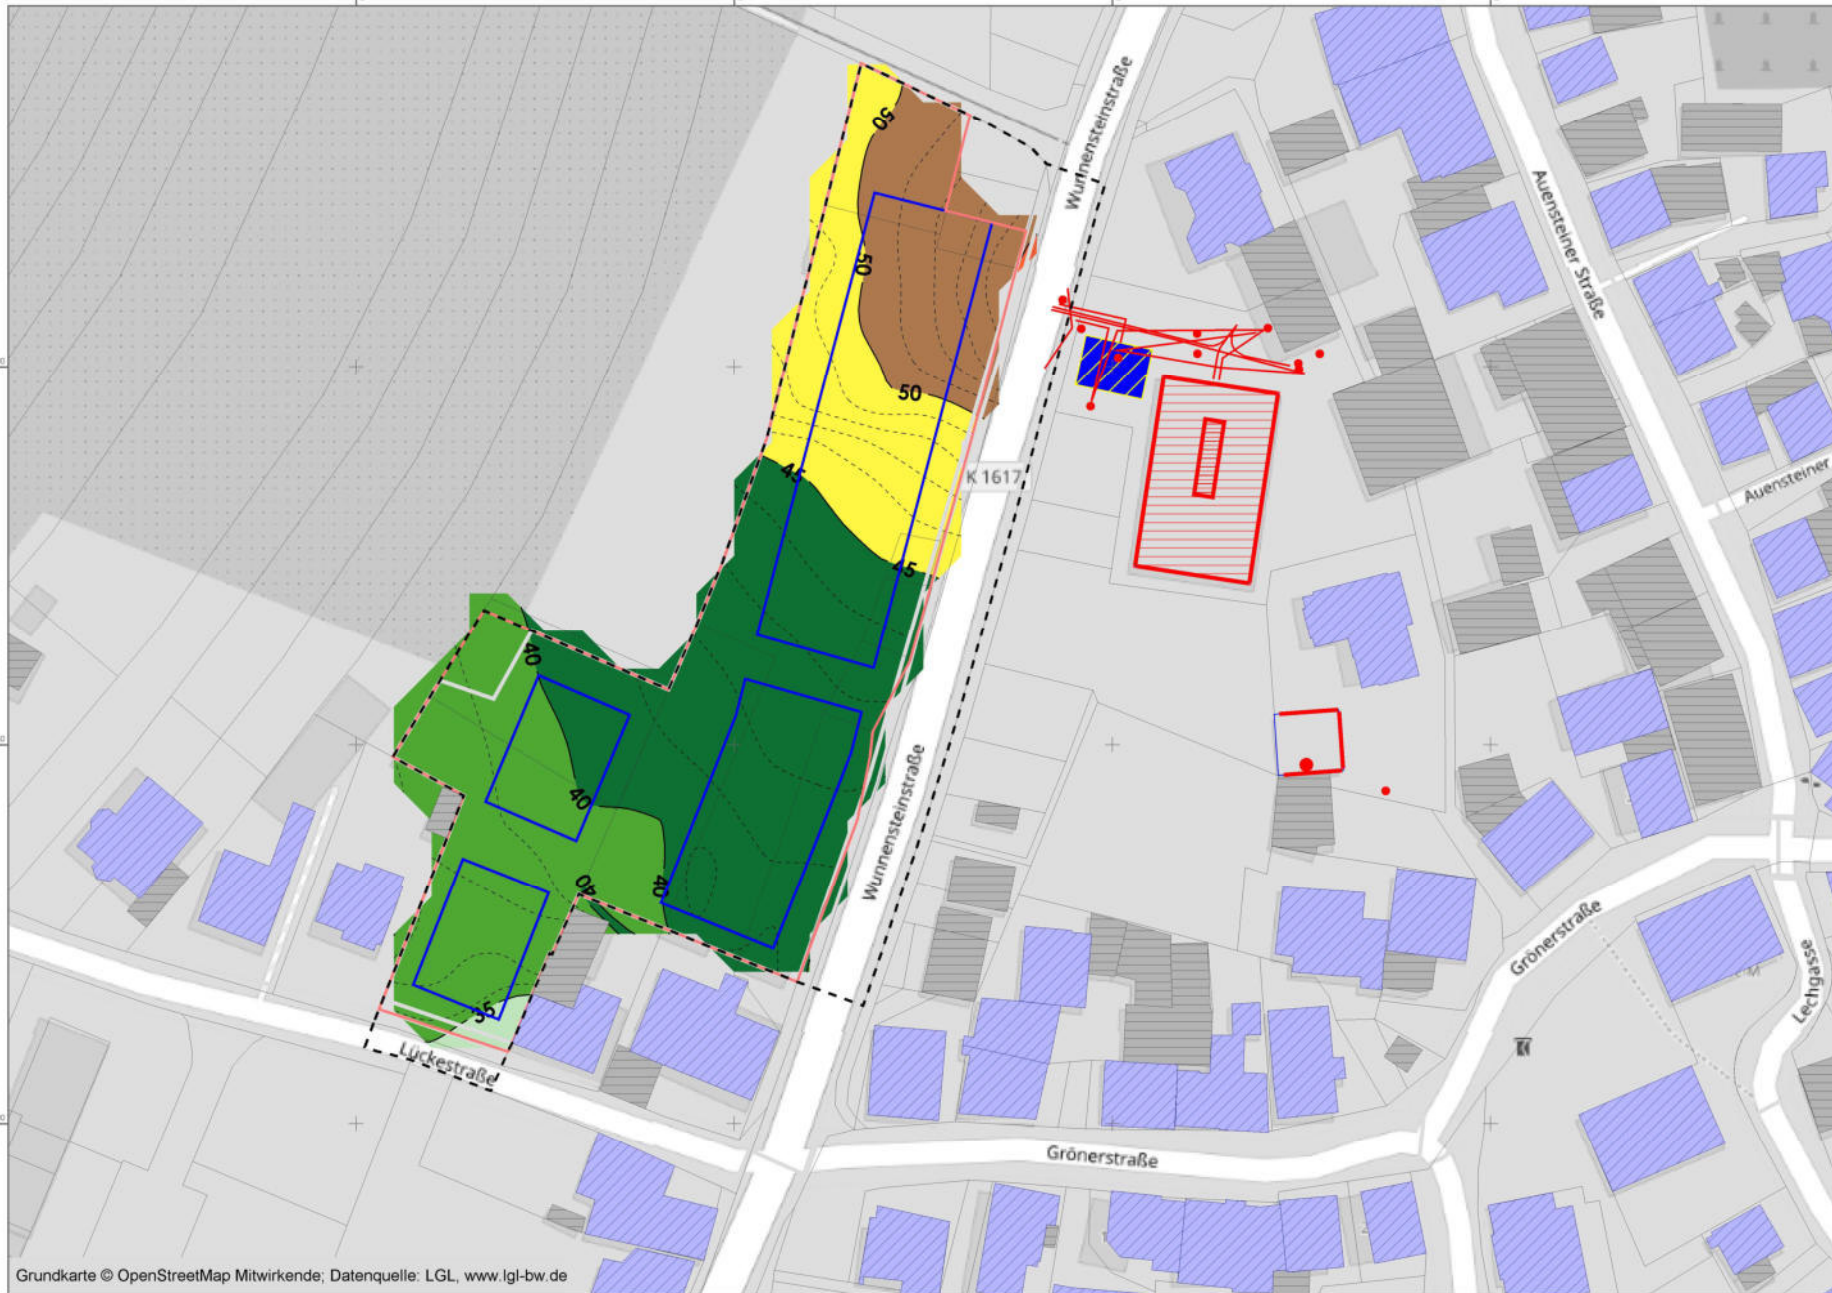 Wunnensteinstraße
50
Auensteiner Straße
50
50
K 1617
45
Auensteiner
45
40
40
Wunnensteinstraße
40
40
Grönerstraße
Lechgasse
35
Lückestraße
Grönerstraße
Grundkarte © OpenStreetMap Mitwirkende; Datenquelle: LGL, www.lgl-bw.de